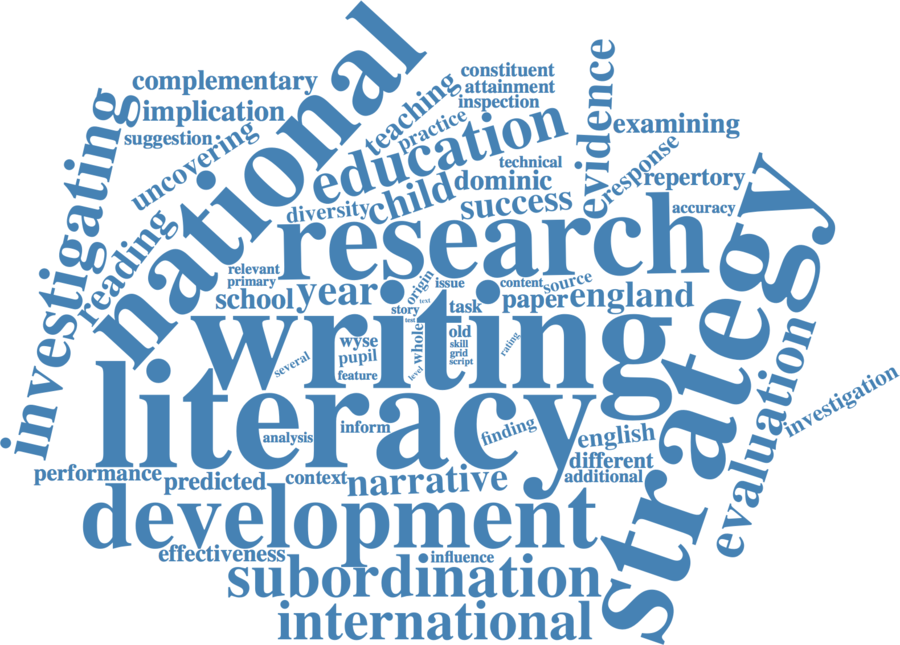 national
complementary
constituent
attainment
inspection
implication
suggestion
teaching
practice
evidence
examining
investigating
uncovering
education
technical
response
repertory
reading
diversity
child
dominic
success
accuracy
research
strategy
relevant
primary
origin
issue
content
source
school
year
text
story
task
paper
england
writing
text
whole
old
wyse
skill
pupil
grid
script
rating
several
feature
level
literacy
evaluation
investigation
analysis
inform
finding
english
different
additional
performance
predicted
context
narrative
development
effectiveness
influence
subordination
international